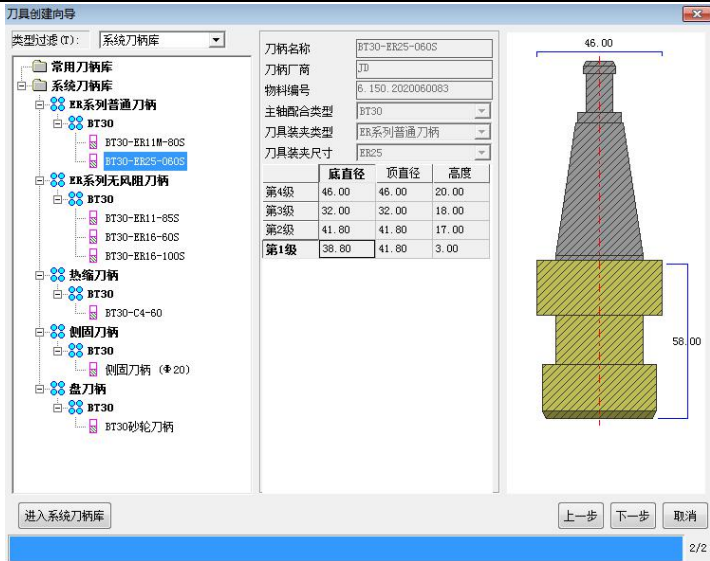 刀具创建向导
类型过滤(T): 系统刀柄库
常用刀柄库
系统刀柄库
ER系列普通刀柄
BT30
BT30-ER11M-80S
BT30-ER25-060S
ER系列无风阻刀柄
BT30
BT30-ER11-85S
BT30-ER16-60S
BT30-ER16-100S
热缩刀柄
BT30
BT30-C4-60
侧固刀柄
BT30
侧固刀柄 (Φ20)
盘刀柄
BT30
BT30砂轮刀柄
刀柄名称 BT30-ER25-060S
刀柄厂商 JD
物料编号 6.150.2020060083
主轴配合类型 BT30
刀具装夹类型 ER系列普通刀柄
刀具装夹尺寸 ER25
底直径 顶直径 高度
第4级 46.00 46.00 20.00
第3级 32.00 32.00 18.00
第2级 41.80 41.80 17.00
第1级 38.80 41.80 3.00
46.00
58.00
进入系统刀柄库
上一步 下一步 取消
2/2